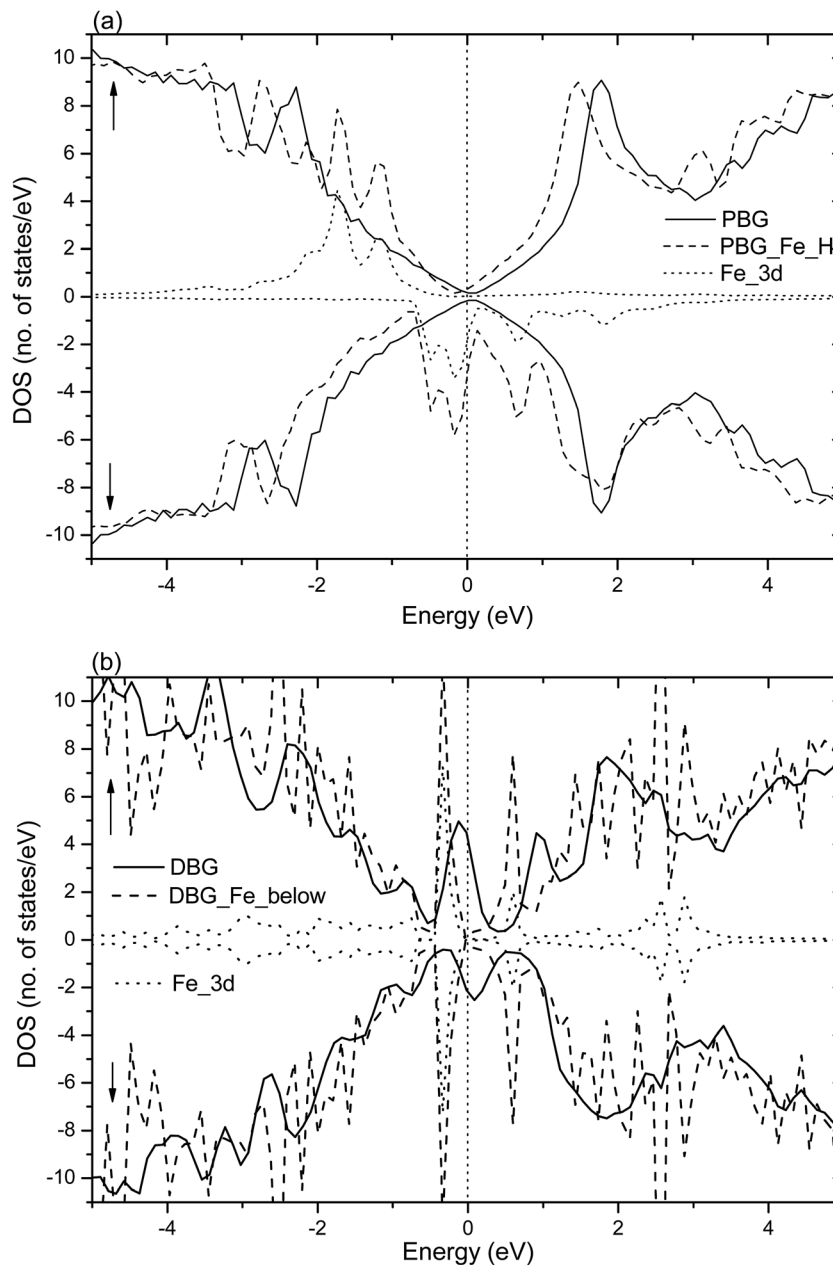 (a)
10
8
6
4
2
0
-2
-4
-6
-8
-10
DOS (no. of states/eV)
PBG
PBG_Fe_H
Fe_3d
-4
-2
0
2
4
Energy (eV)
(b)
10
8
6
4
2
0
-2
-4
-6
-8
-10
DOS (no. of states/eV)
DBG
DBG_Fe_below
Fe_3d
-4
-2
0
2
4
Energy (eV)